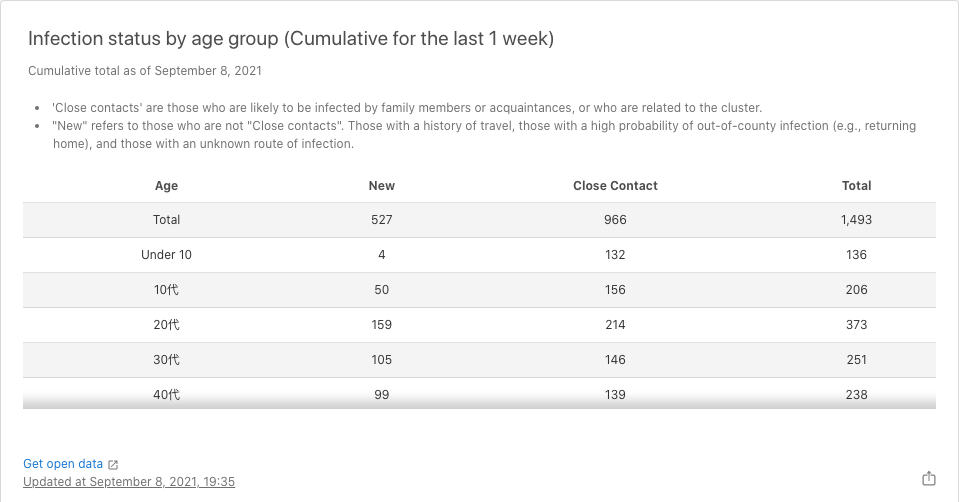 Infection status by age group (Cumulative for the last 1 week)
Cumulative total as of September 8, 2021
• 'Close contacts' are those who are likely to be infected by family members or acquaintances, or who are related to the cluster.
• "New" refers to those who are not "Close contacts". Those with a history of travel, those with a high probability of out-of-county infection (e.g., returning
home), and those with an unknown route of infection.
Age New Close Contact Total
Total 527 966 1,493
Under 10 4 132 136
10代 50 156 206
20代 159 214 373
30代 105 146 251
40代 99 139 238
Get open data
Updated at September 8, 2021, 19:35